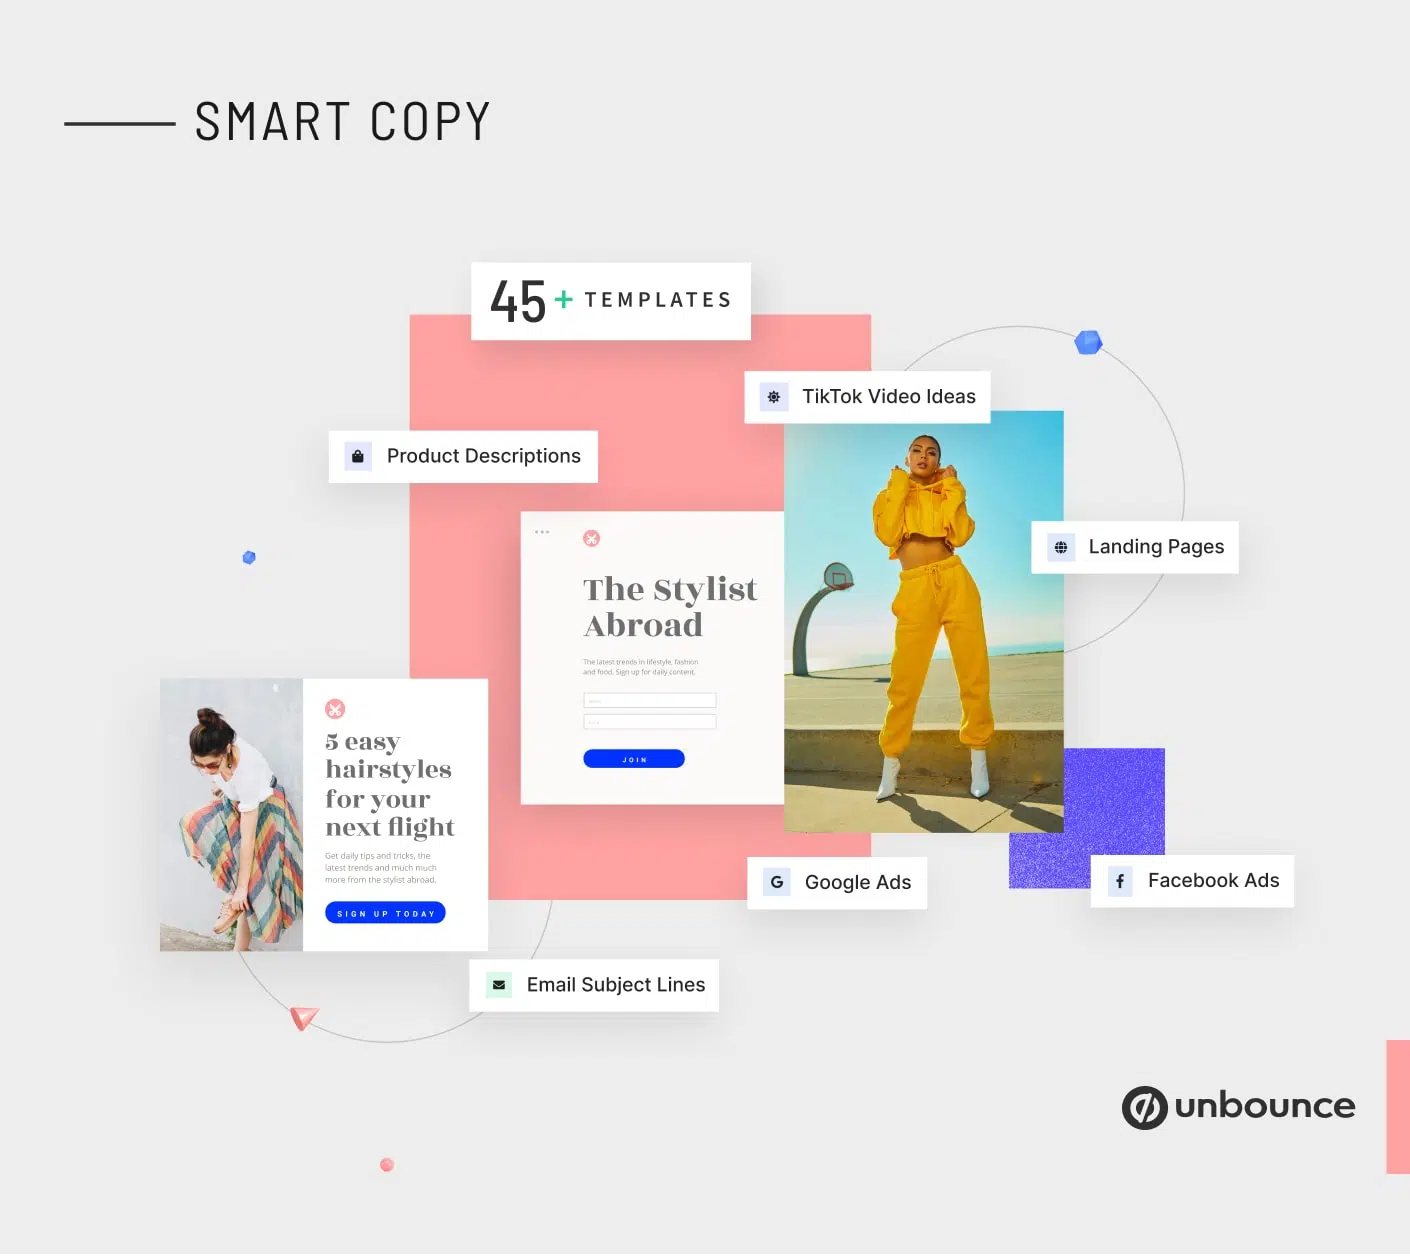 SMART COPY
45+ TEMPLATES
TikTok Video Ideas
Product Descriptions
Landing Pages
The Stylist
Abroad
The latest trends in lifestyle, fashion
and food. Sign up for daily content.
JOIN
5 easy
hairstyles
for your
next flight
Get daily tips and tricks, the
latest trends and much much
more from the stylist abroad.
SIGN UP TODAY
Google Ads
Facebook Ads
Email Subject Lines
unbounce